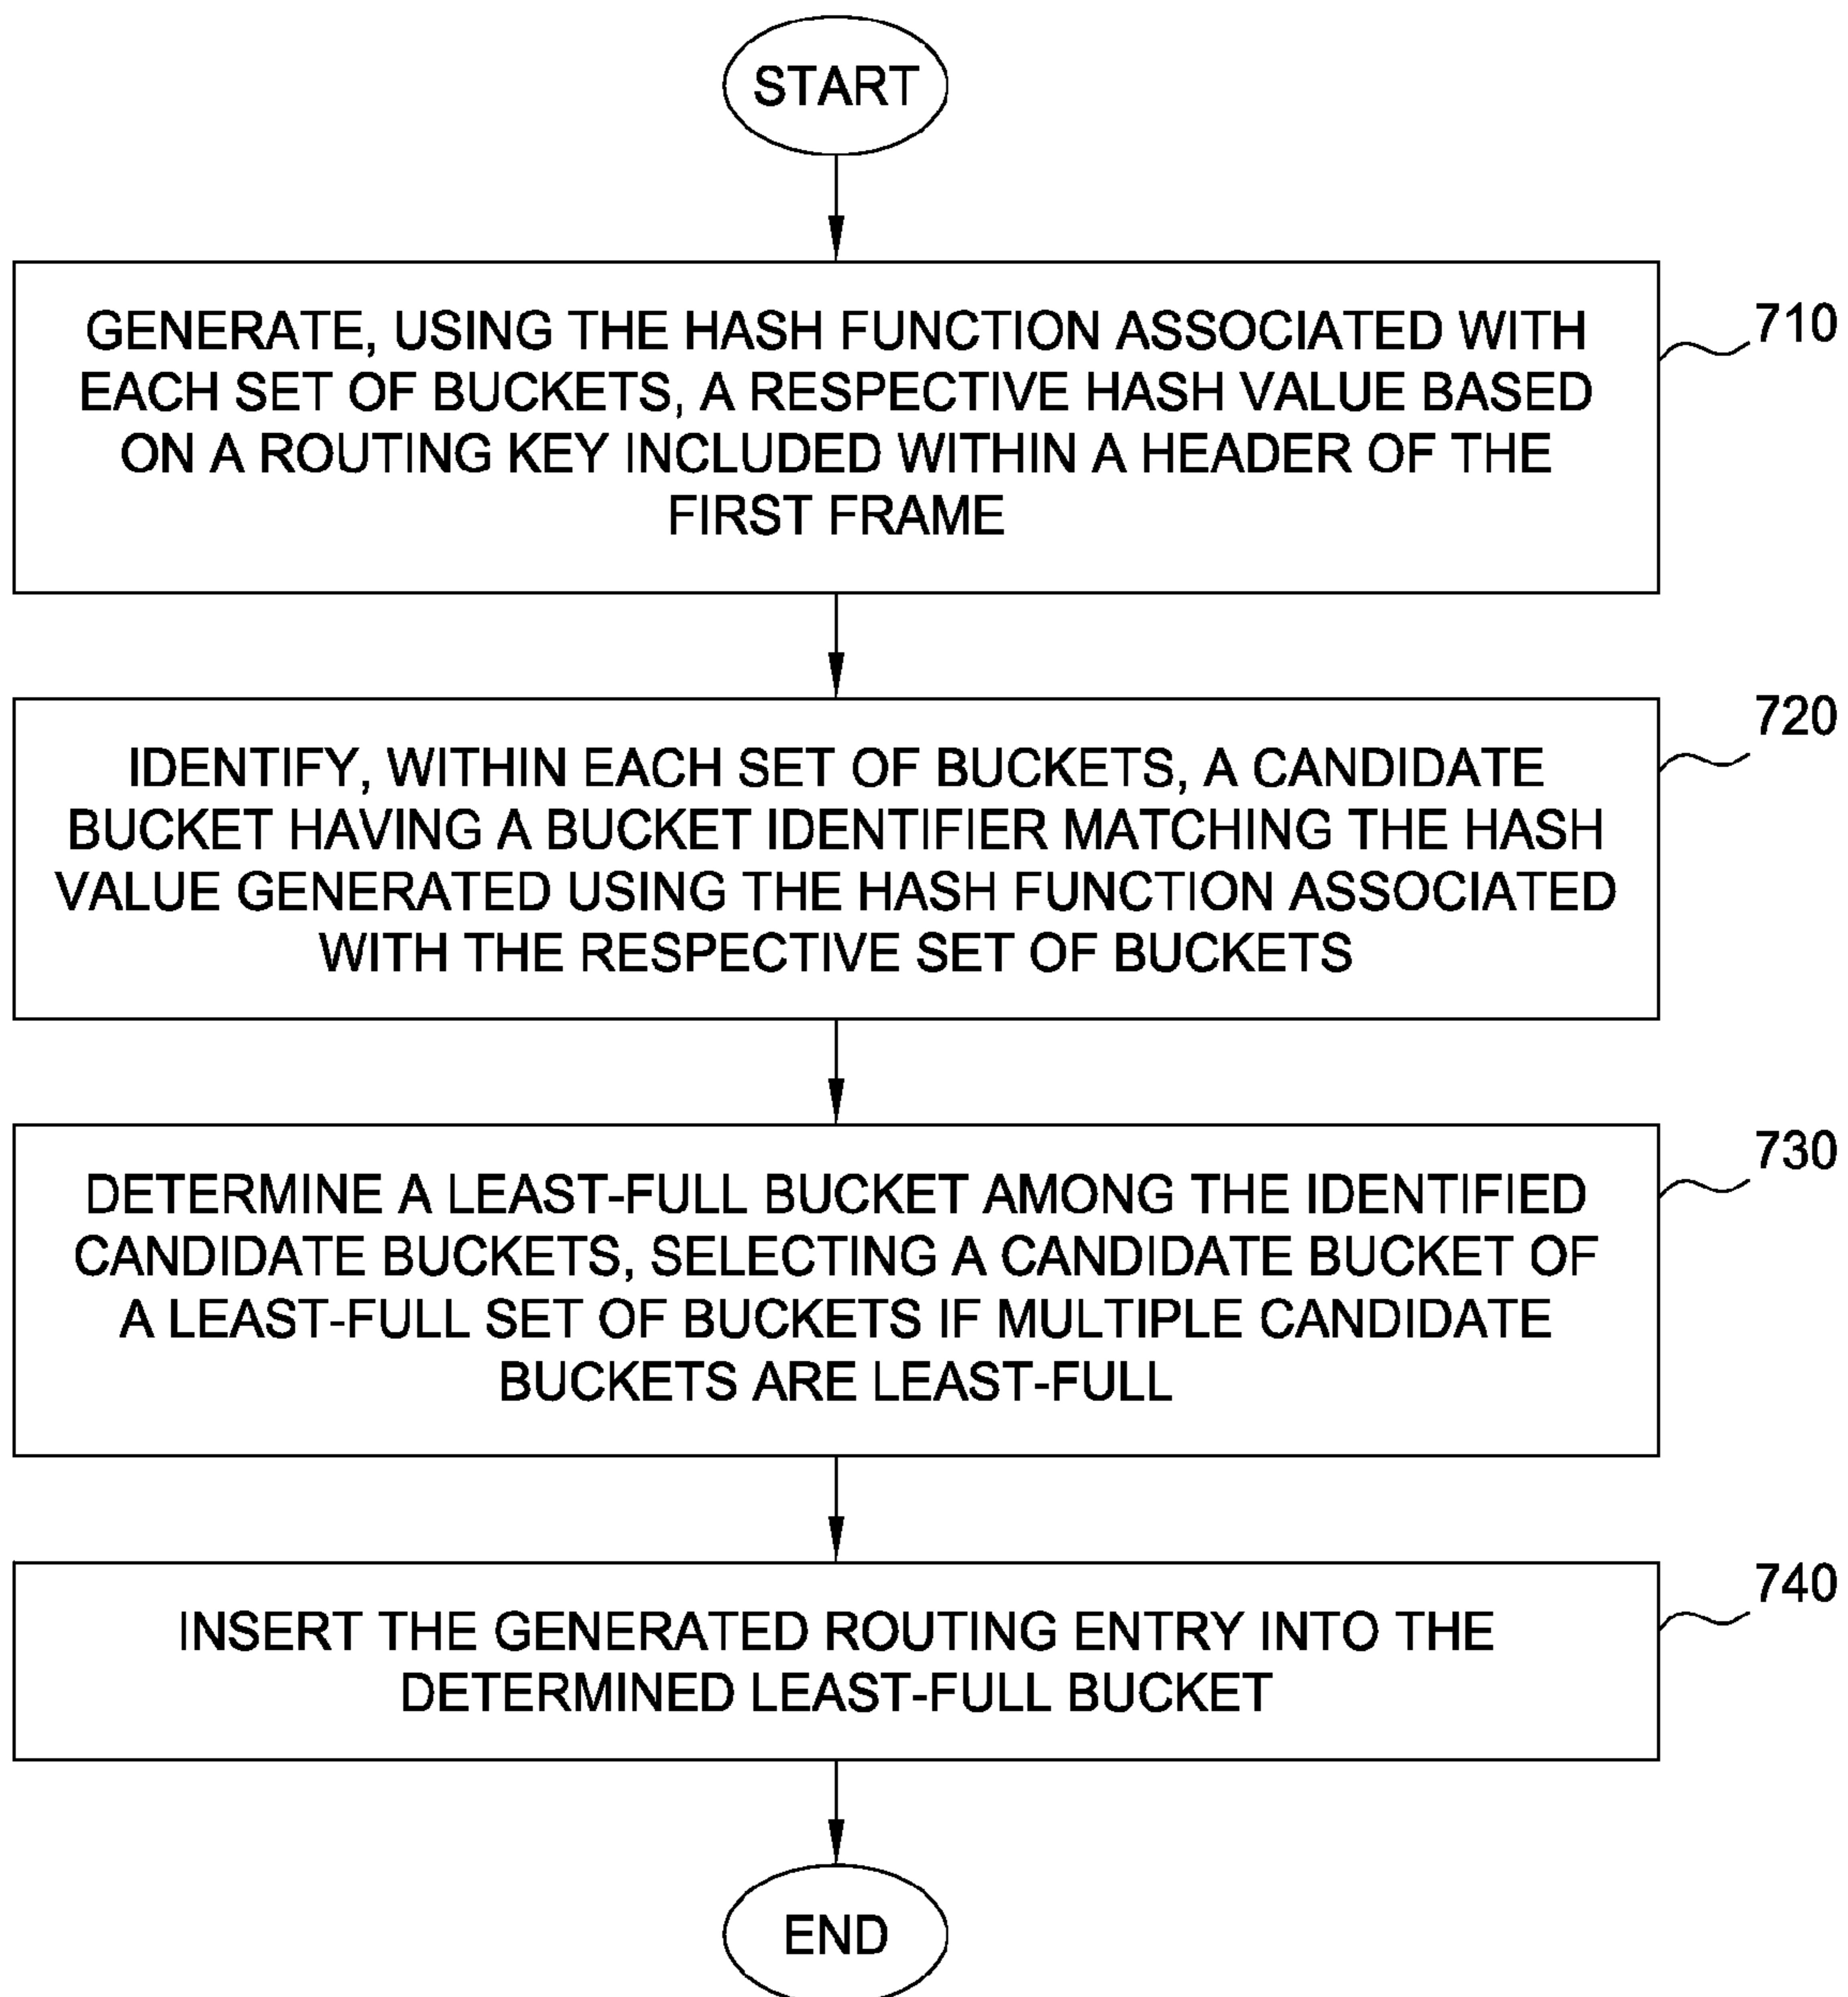 START
GENERATE, USING THE HASH FUNCTION ASSOCIATED WITH
EACH SET OF BUCKETS, A RESPECTIVE HASH VALUE BASED
ON A ROUTING KEY INCLUDED WITHIN A HEADER OF THE
FIRST FRAME
710
IDENTIFY, WITHIN EACH SET OF BUCKETS, A CANDIDATE
BUCKET HAVING A BUCKET IDENTIFIER MATCHING THE HASH
VALUE GENERATED USING THE HASH FUNCTION ASSOCIATED
WITH THE RESPECTIVE SET OF BUCKETS
720
DETERMINE A LEAST-FULL BUCKET AMONG THE IDENTIFIED
CANDIDATE BUCKETS, SELECTING A CANDIDATE BUCKET OF
A LEAST-FULL SET OF BUCKETS IF MULTIPLE CANDIDATE
BUCKETS ARE LEAST-FULL
730
INSERT THE GENERATED ROUTING ENTRY INTO THE
DETERMINED LEAST-FULL BUCKET
740
END